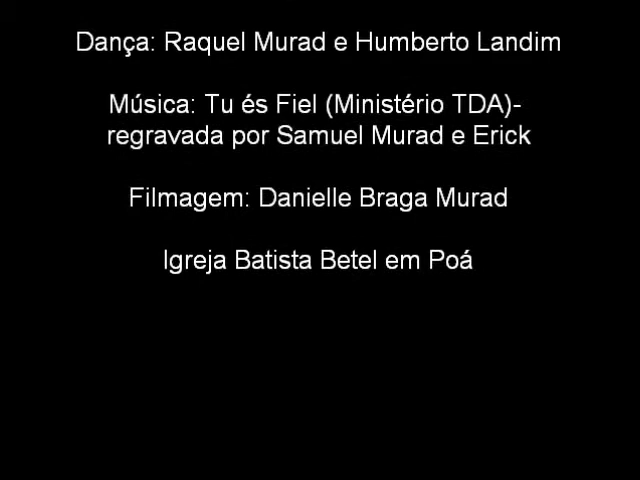 Dança: Raquel Murad e Humberto Landim
Música: Tu és Fiel (Ministério TDA)-
regravada por Samuel Murad e Erick
Filmagem: Danielle Braga Murad
Igreja Batista Betel em Poá